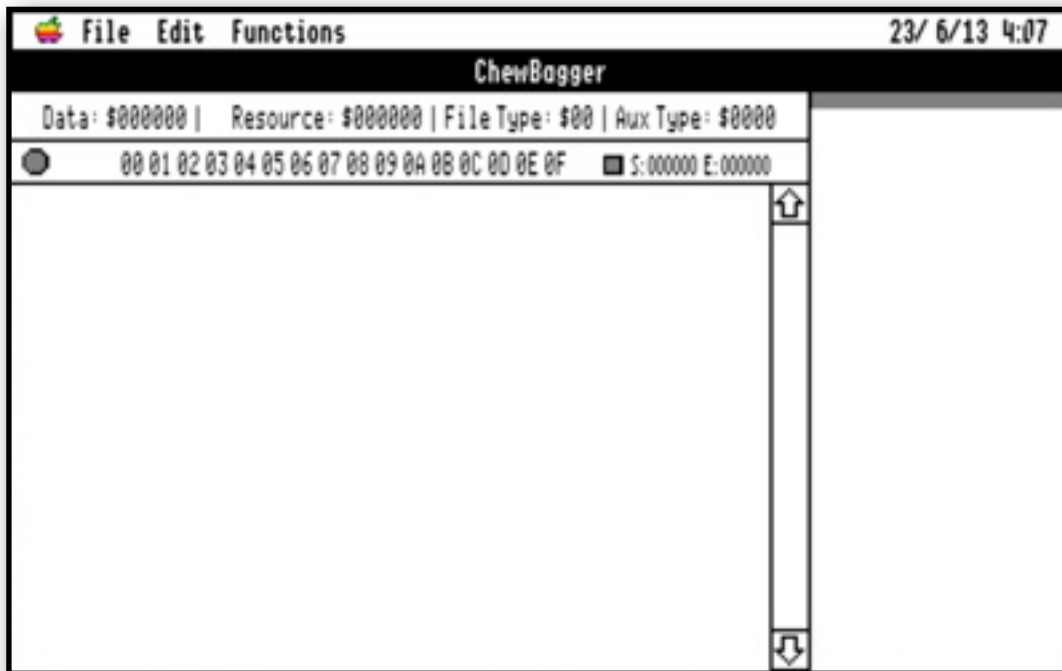 File Edit Functions 23/ 6/13 4:07
ChewBagger
Data: $000000 | Resource: $000000 | File Type: $00 | Aux Type: $0000
00 01 02 03 04 05 06 07 08 09 0A 0B 0C 0D 0E 0F S:000000 E:000000